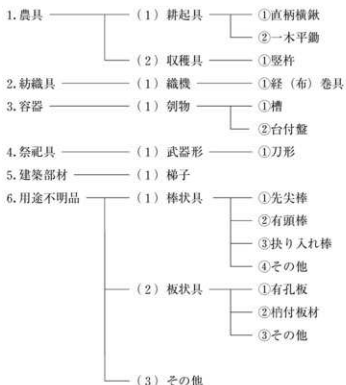 1.農具 (1) 耕起具 ①直柄横鍬
②一木平鋤
(2) 収穫具 ①竪杵
2.紡織具 (1) 織機 ①経（布）巻具
3.容器 (1) 刳物 ①槽
②台付盤
4.祭祀具 (1) 武器形 ①刀形
5.建築部材 (1) 梯子
6.用途不明品 (1) 棒状具 ①先尖棒
②有頭棒
③抉り入れ棒
④その他
(2) 板状具 ①有孔板
②枘付板材
③その他
(3) その他